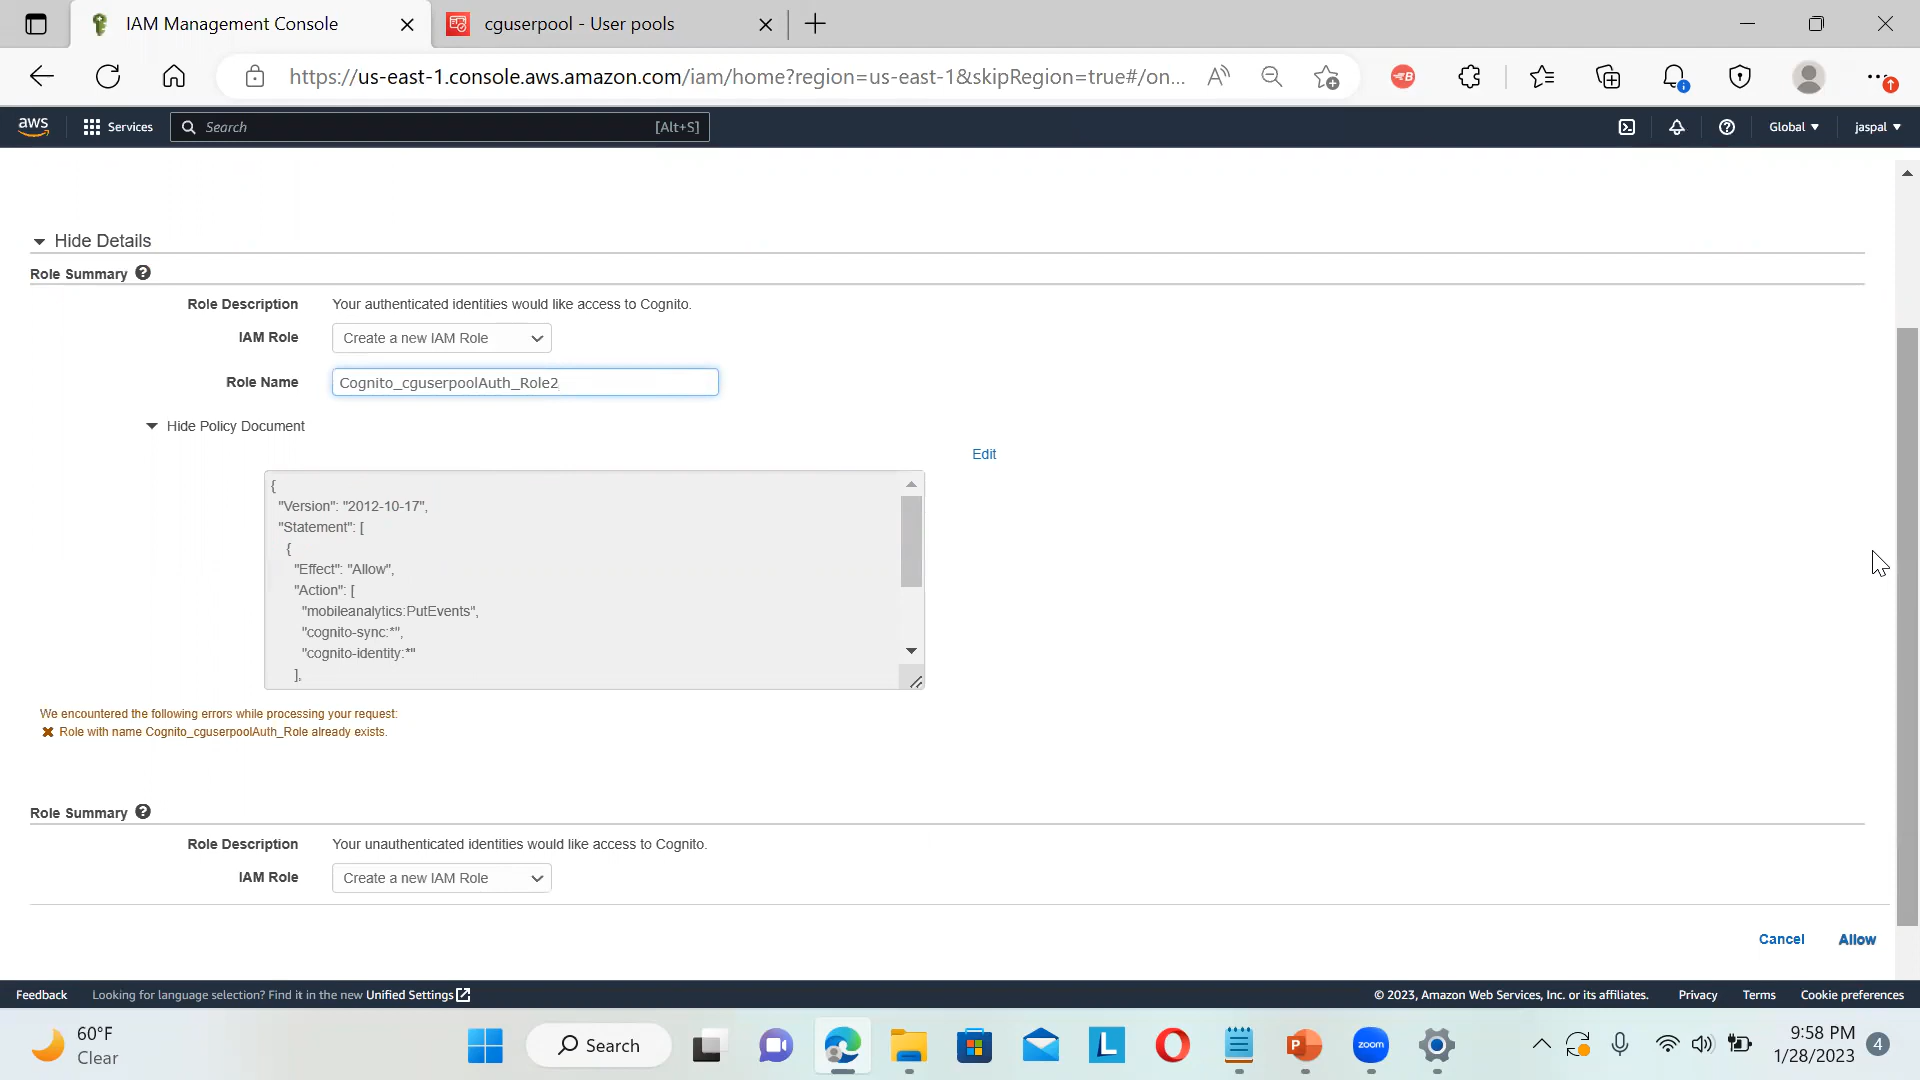 IAM Management Console
cguserpool - User pools
https://us-east-1.console.aws.amazon.com/iam/home?region=us-east-1&skipRegion=true#/on...
aws
Services
Search
[Alt+S]
Global
jaspal
Hide Details
Role Summary
Role Description Your authenticated identities would like access to Cognito.
IAM Role Create a new IAM Role
Role Name Cognito_cguserpoolAuth_Role2
Hide Policy Document
Edit
{
"Version": "2012-10-17",
"Statement": [
{
"Effect": "Allow",
"Action": [
"mobileanalytics:PutEvents",
"cognito-sync:*",
"cognito-identity:*"
],
We encountered the following errors while processing your request:
Role with name Cognito_cguserpoolAuth_Role already exists.
Role Summary
Role Description Your unauthenticated identities would like access to Cognito.
IAM Role Create a new IAM Role
Cancel Allow
Feedback Looking for language selection? Find it in the new Unified Settings
© 2023, Amazon Web Services, Inc. or its affiliates. Privacy Terms Cookie preferences
60°F
Clear
Search
L
P
zoom
9:58 PM
1/28/2023
4